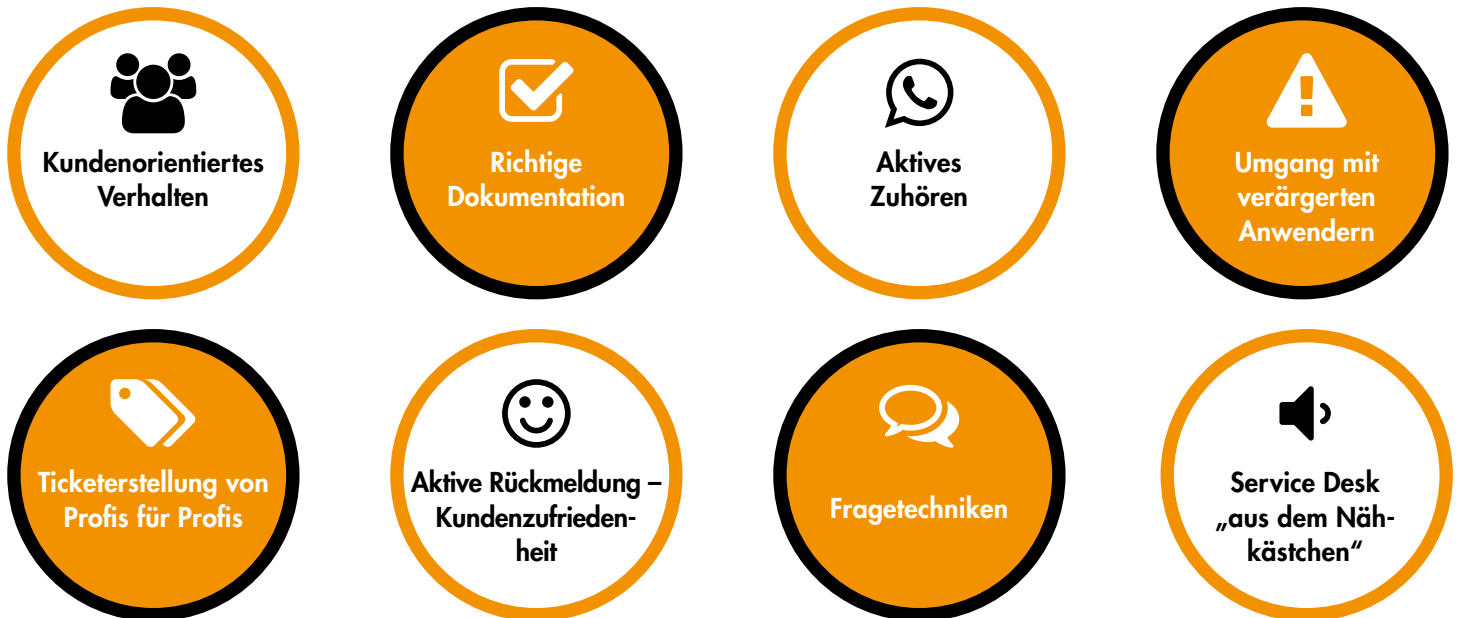 Kundenorientiertes
Verhalten
Richtige
Dokumentation
Aktives
Zuhören
Umgang mit
verärgerten
Anwendern
Ticketerstellung von
Profis für Profis
Aktive Rückmeldung –
Kundenzufrieden-
heit
Fragetechniken
Service Desk
„aus dem Näh-
kästchen“